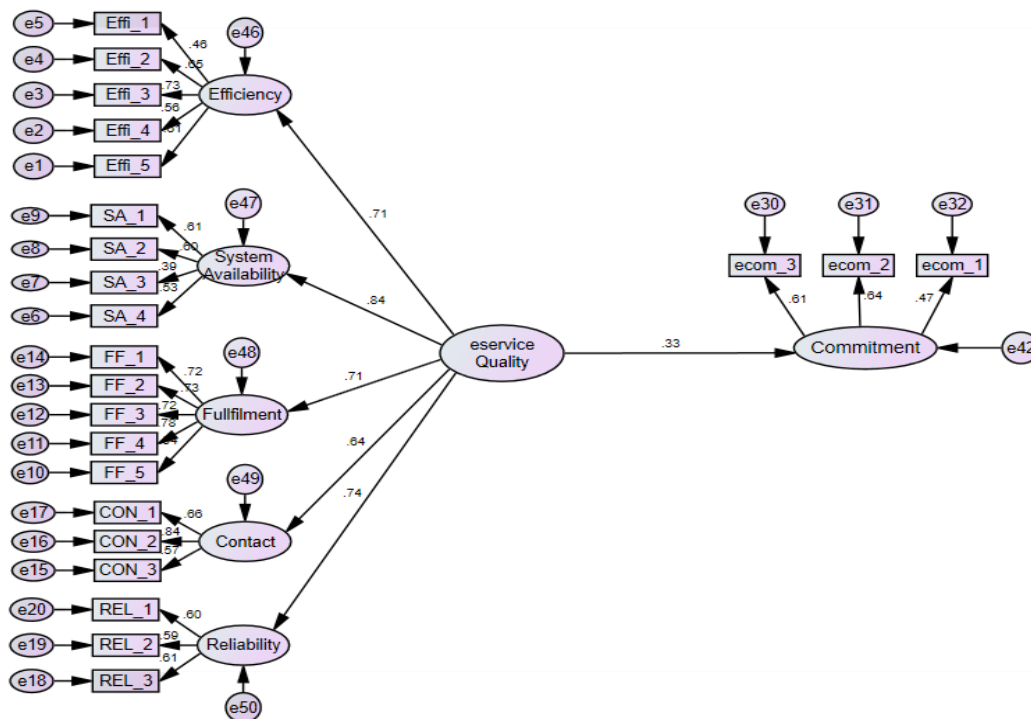 e5
Effi_1
e4
Effi_2
e3
Effi_3
e2
Effi_4
e1
Effi_5
.46
.65
.73
.56
.61
e46
Efficiency
.71
e9
SA_1
e8
SA_2
e7
SA_3
e6
SA_4
.61
.60
.39
.53
e47
System
Availability
.84
e14
FF_1
e13
FF_2
e12
FF_3
e11
FF_4
e10
FF_5
.72
.73
.72
.78
e48
Fullfilment
.71
e17
CON_1
e16
CON_2
e15
CON_3
.66
.84
.57
e49
Contact
.64
e20
REL_1
e19
REL_2
e18
REL_3
.60
.59
.61
Reliability
e50
.74
eservice
Quality
.33
e30
e31
e32
ecom_3
ecom_2
ecom_1
.61
.64
.47
Commitment
e42